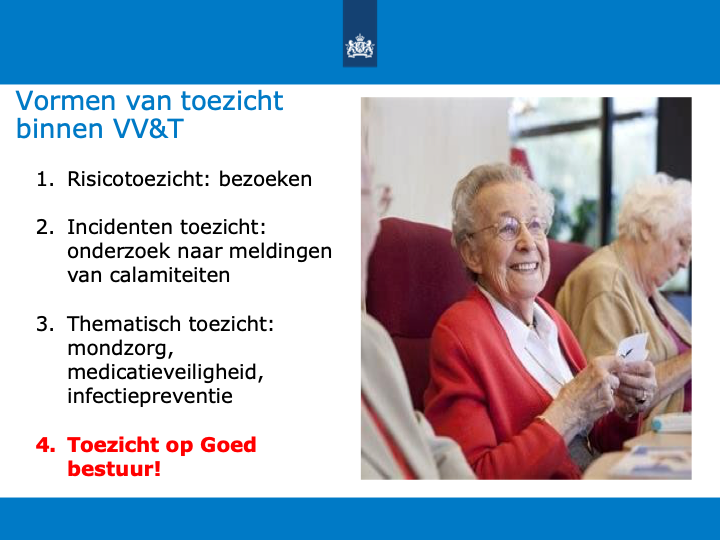 Vormen van toezicht
binnen VV&T
1. Risicotoezicht: bezoeken
2. Incidenten toezicht:
onderzoek naar meldingen
van calamiteiten
3. Thematisch toezicht:
mondzorg,
medicatieveiligheid,
infectiepreventie
4. Toezicht op Goed
bestuur!